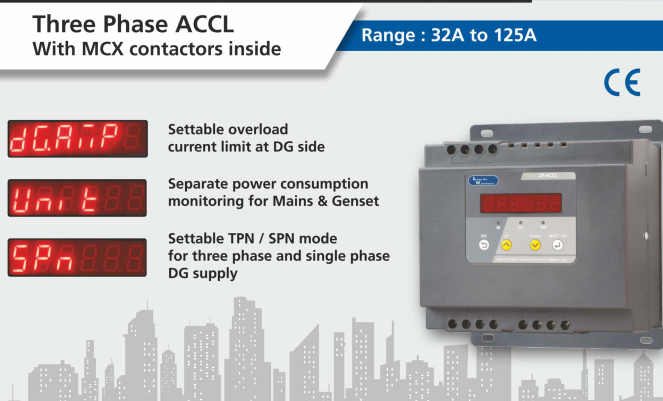 Three Phase ACCL
With MCX contactors inside
Range : 32A to 125A
CE
dG.AMP
Settable overload
current limit at DG side
Unit
Separate power consumption
monitoring for Mains & Genset
SPn
Settable TPN / SPN mode
for three phase and single phase
DG supply
3P ACCL